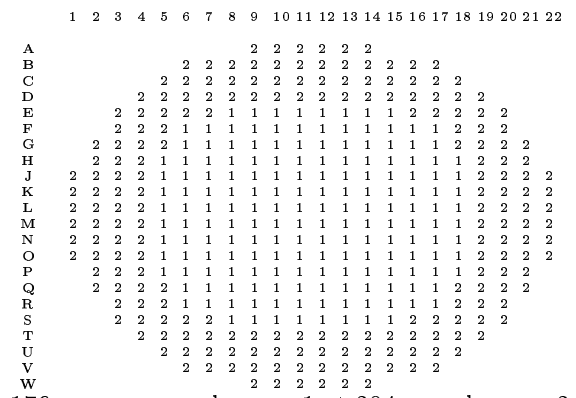 1 2 3 4 5 6 7 8 9 10 11 12 13 14 15 16 17 18 19 20 21 22
A 2 2 2 2 2 2
B 2 2 2 2 2 2 2 2 2 2 2 2
C 2 2 2 2 2 2 2 2 2 2 2 2 2 2
D 2 2 2 2 2 2 2 2 2 2 2 2 2 2 2 2
E 2 2 2 2 2 1 1 1 1 1 1 1 1 2 2 2 2 2
F 2 2 2 1 1 1 1 1 1 1 1 1 1 1 1 2 2 2
G 2 2 2 2 1 1 1 1 1 1 1 1 1 1 1 1 2 2 2 2
H 2 2 2 1 1 1 1 1 1 1 1 1 1 1 1 1 1 2 2 2
J 2 2 2 2 1 1 1 1 1 1 1 1 1 1 1 1 1 1 2 2 2 2
K 2 2 2 2 1 1 1 1 1 1 1 1 1 1 1 1 1 1 2 2 2 2
L 2 2 2 2 1 1 1 1 1 1 1 1 1 1 1 1 1 1 2 2 2 2
M 2 2 2 2 1 1 1 1 1 1 1 1 1 1 1 1 1 1 2 2 2 2
N 2 2 2 2 1 1 1 1 1 1 1 1 1 1 1 1 1 1 2 2 2 2
O 2 2 2 2 1 1 1 1 1 1 1 1 1 1 1 1 1 1 2 2 2 2
P 2 2 2 1 1 1 1 1 1 1 1 1 1 1 1 1 1 2 2 2
Q 2 2 2 2 1 1 1 1 1 1 1 1 1 1 1 1 2 2 2 2
R 2 2 2 1 1 1 1 1 1 1 1 1 1 1 1 2 2 2
S 2 2 2 2 2 1 1 1 1 1 1 1 1 2 2 2 2 2
T 2 2 2 2 2 2 2 2 2 2 2 2 2 2 2 2
U 2 2 2 2 2 2 2 2 2 2 2 2 2 2
V 2 2 2 2 2 2 2 2 2 2 2 2
W 2 2 2 2 2 2